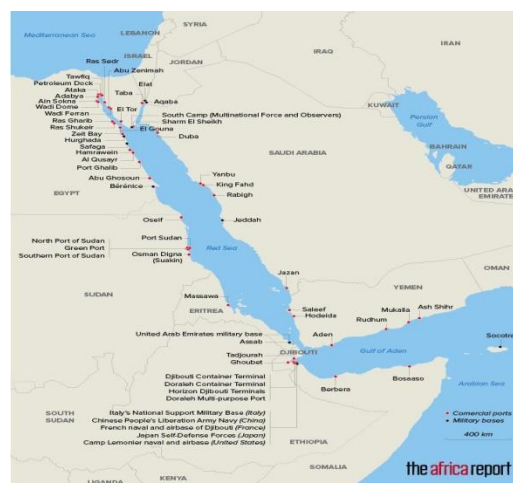 SYRIA
Mediterranean Sea
LEBANON
IRAN
ISRAEL
IRAQ
Ras Sedr
Abu Zenimah
JORDAN
Tawfiq
Petroleum Dock
Ataka
Adabya
Ain Sokna
Wadi Dome
Wadi Ferran
Ras Gharib
Ras Shukeir
Zeit Bay
Hurghada
Safaga
Hamrawein
Al Qusayr
Port Ghalib
Taba
Elat
Aqaba
El Tor
South Camp (Multinational Force and Observers)
Sharm El Sheikh
El Gouna
Duba
KUWAIT
Persian Gulf
BAHRAIN
QATAR
SAUDI ARABIA
UNITED ARAB
EMIRATES
Abu Ghosoun
EGYPT
Bérénice
Yenbu
King Fahd
Rabigh
Oseif
Jeddah
North Port of Sudan
Green Port
Southern Port of Sudan
Port Sudan
Osman Digna
(Suakin)
Red Sea
OMAN
SUDAN
Jazan
YEMEN
Massawa
ERITREA
Saleef
Hodeida
Mukalla
Ash Shihr
Rudhum
United Arab Emirates military base
Assab
Aden
Socotra
Tadjourah
Ghoubet
DJIBOUTI
Gulf of Aden
Djibouti Container Terminal
Doraleh Container Terminal
Horizon Djibouti Terminals
Doraleh Multi-purpose Port
Berbera
Bosaaso
Arabian Sea
SOUTH
SUDAN
Italy's National Support Military Base (Italy)
Chinese People's Liberation Army Navy (China)
French naval and airbase of Djibouti (France)
Japan Self-Defense Forces (Japan)
Camp Lemonier naval and airbase (United States)
ETHIOPIA
Comercial ports
Military bases
400 km
SOMALIA
UGANDA
KENYA
the africa report